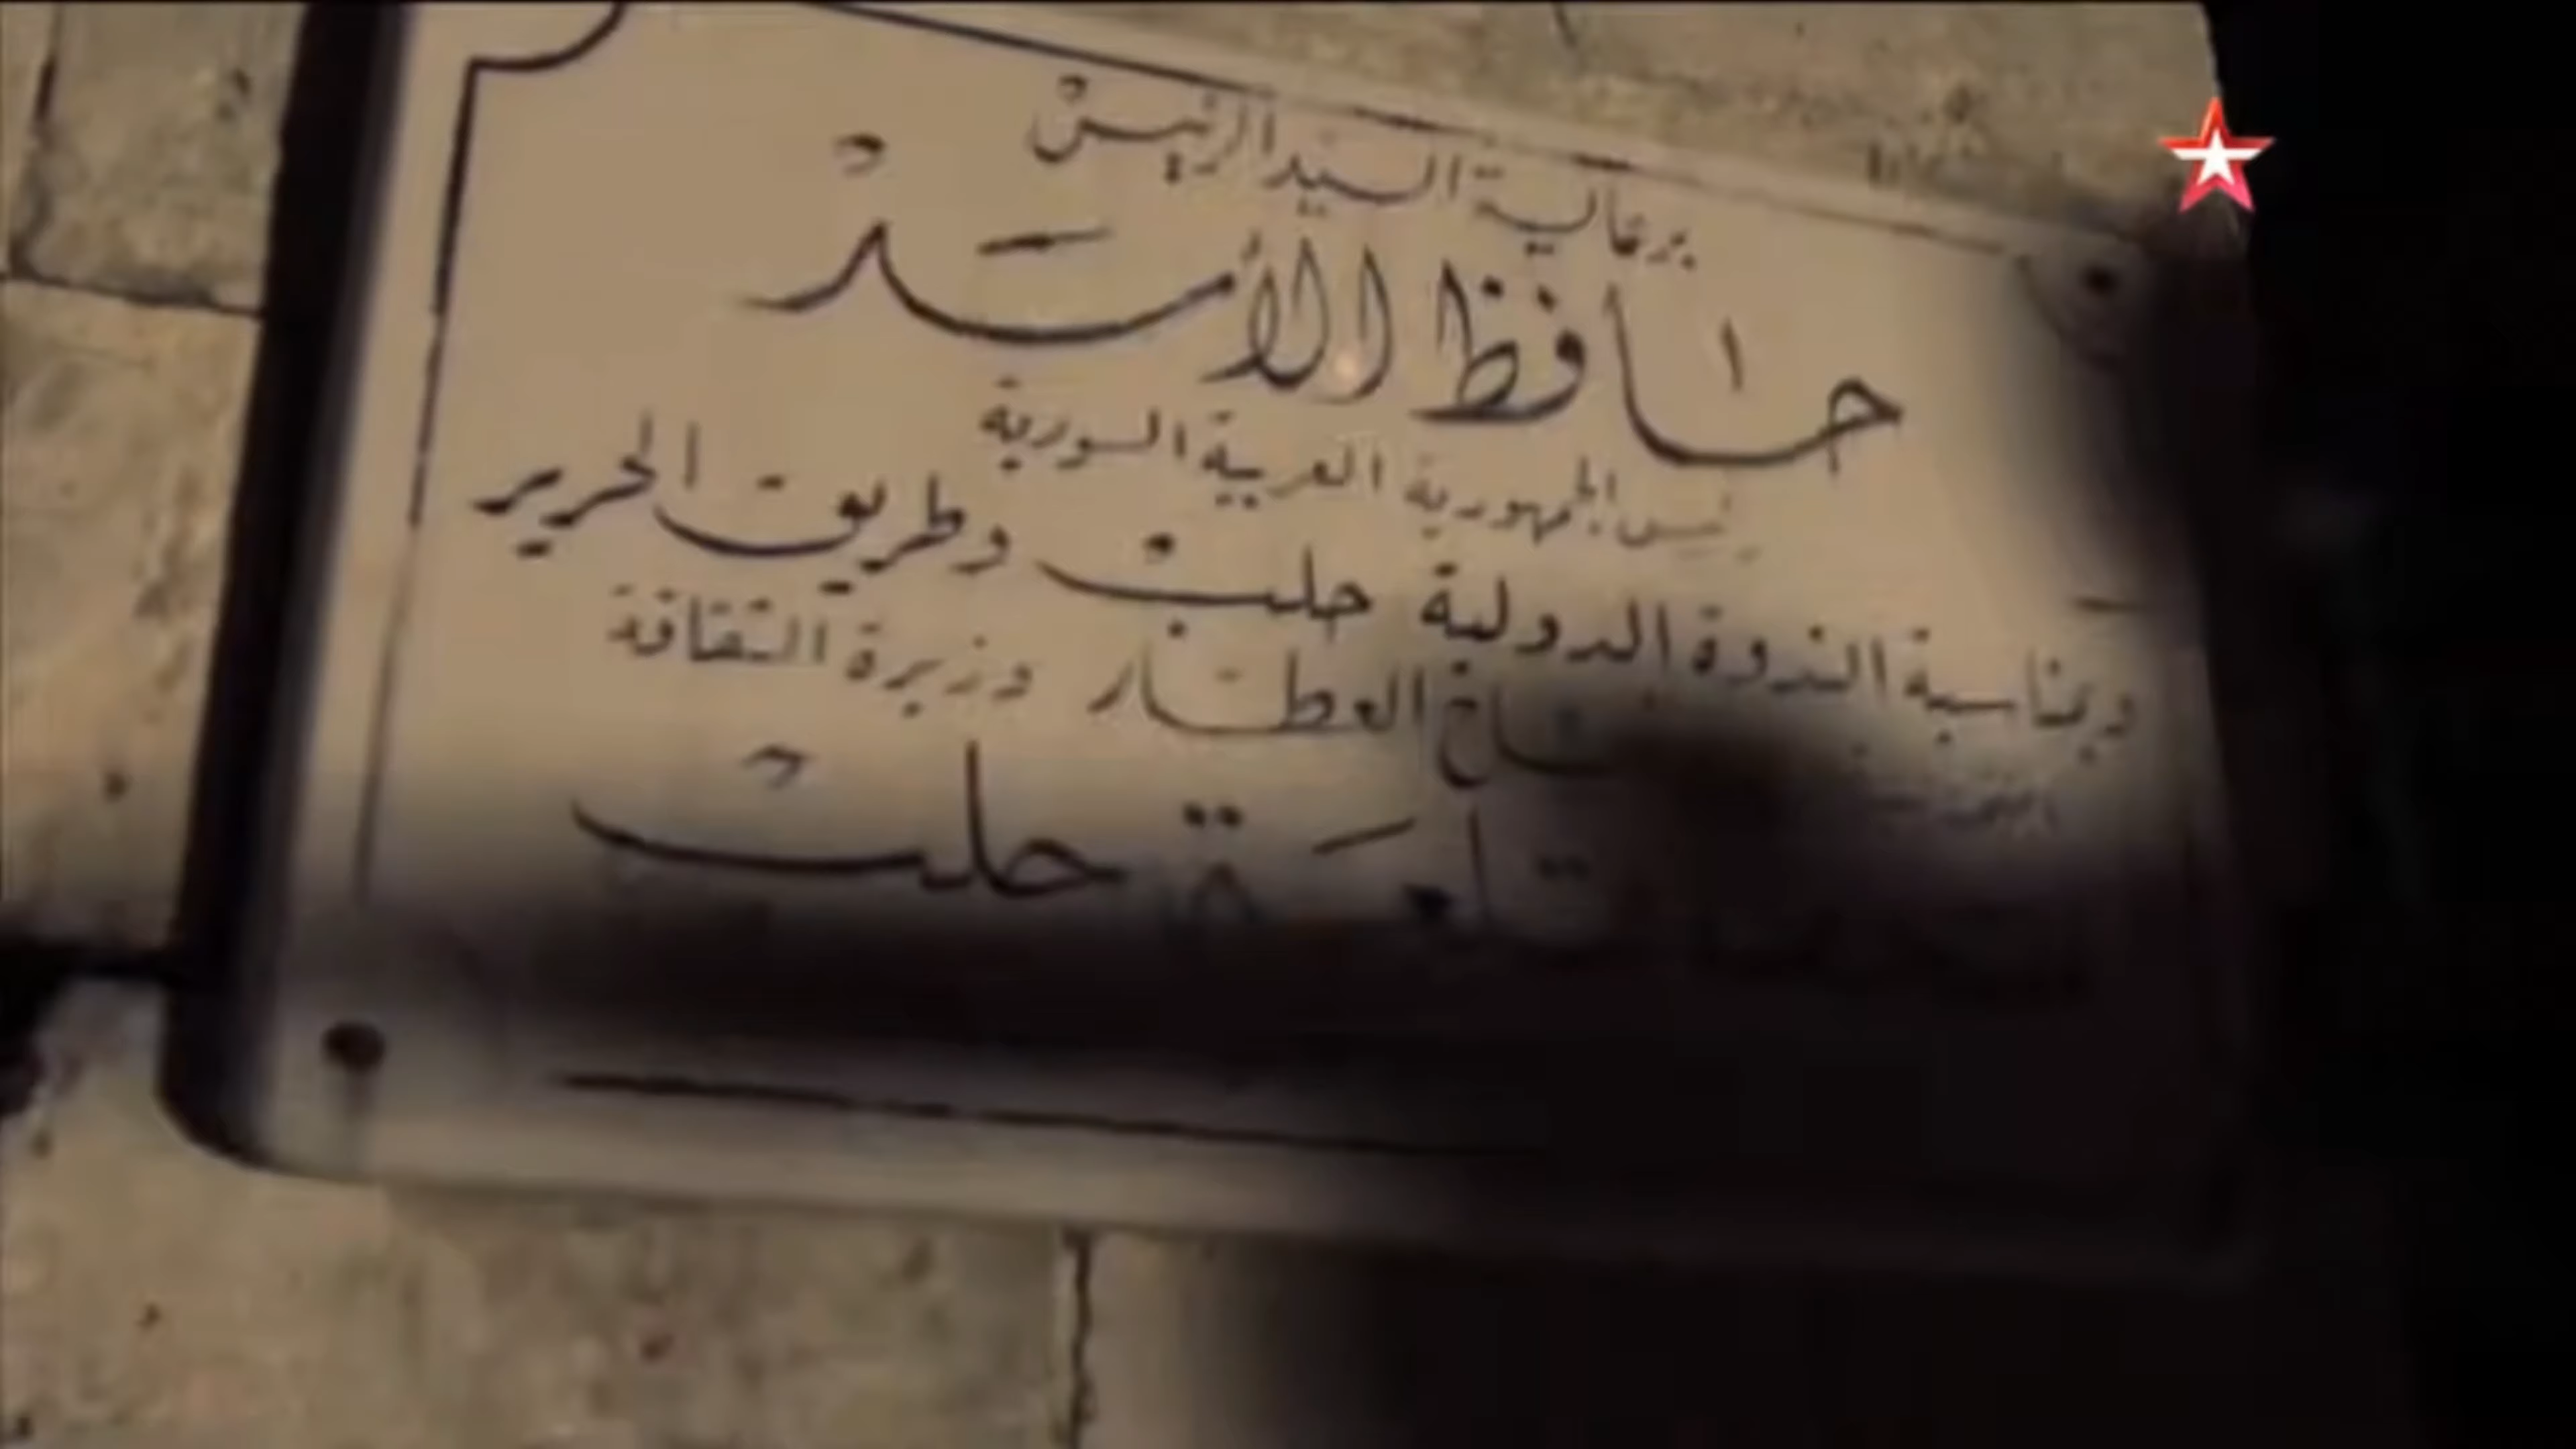 برعاية السيد الرئيس
حافظ الأسد
رئيس الجمهورية العربية السورية
وبمناسبة الندوة الدولية حلب وطريق الحرير
العطار وزيرة الثقافة
قلعة حلب